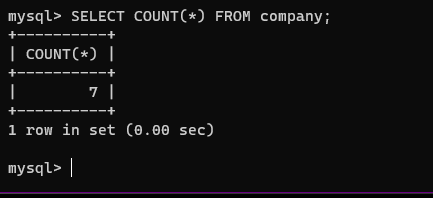 mysql> SELECT COUNT(*) FROM company;
+----------+
| COUNT(*) |
+----------+
|        7 |
+----------+
1 row in set (0.00 sec)
mysql>